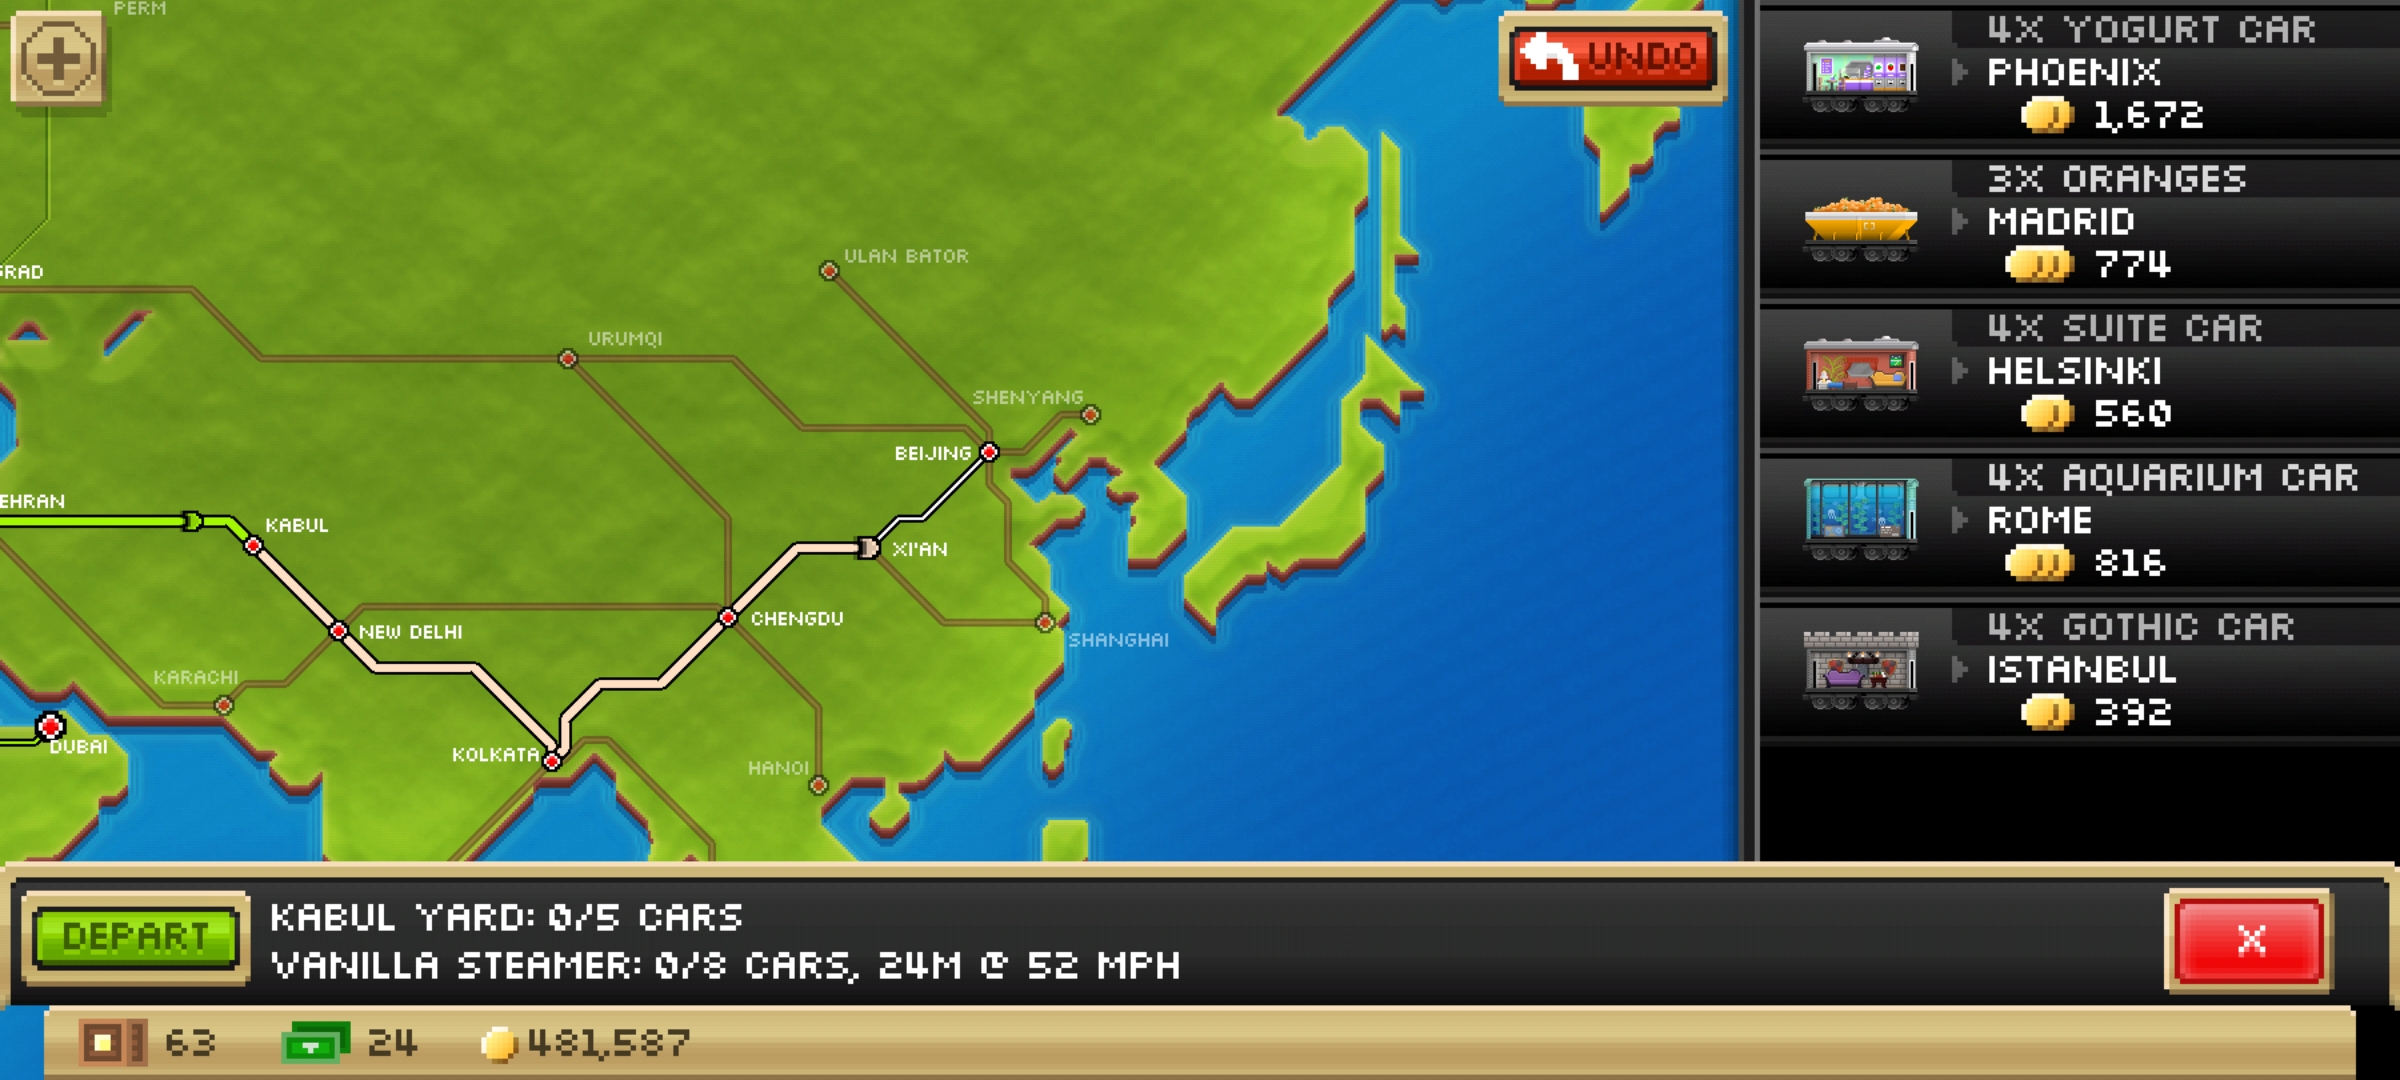 PERM
UNDO
GRAD
ULAN BATOR
URUMQI
SHENYANG
BEIJING
EHRAN
KABUL
XI'AN
NEW DELHI
CHENGDU
KARACHI
SHANGHAI
DUBAI
KOLKATA
HANOI
4X YOGURT CAR
PHOENIX
1,672
3X ORANGES
MADRID
774
4X SUITE CAR
HELSINKI
560
4X AQUARIUM CAR
ROME
816
4X GOTHIC CAR
ISTANBUL
392
DEPART
KABUL YARD: 0/5 CARS
VANILLA STEAMER: 0/8 CARS, 24M @ 52 MPH
X
63
24
481,587